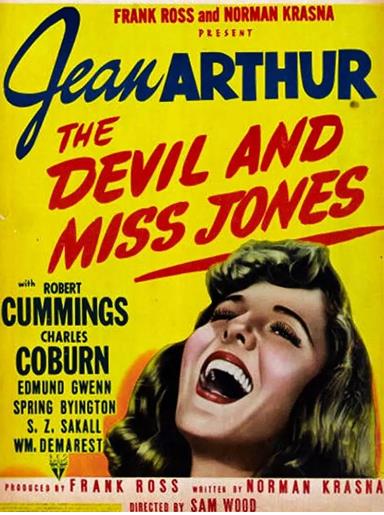 FRANK ROSS and NORMAN KRASNA
PRESENT
Jean ARTHUR
THE
DEVIL AND
MISS JONES
with ROBERT
CUMMINGS
CHARLES
COBURN
EDMUND GWENN
SPRING BYINGTON
S. Z. SAKALL
WM. DEMAREST
PRODUCED BY FRANK ROSS WRITTEN BY NORMAN KRASNA
DIRECTED BY SAM WOOD